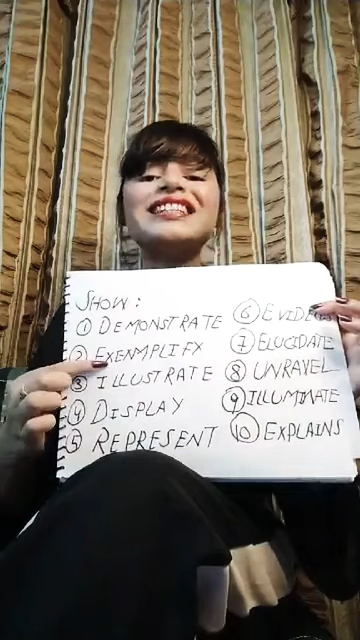 SHOW:
① DEMONSTRATE
② EXENMPLIFY
③ ILLUSTRATE
④ DISPLAY
⑤ REPRESENT
⑥
⑦ ELUCIDATE
⑧ UNRAVEL
⑨ ILLUMINATE
⑩ EXPLAINS